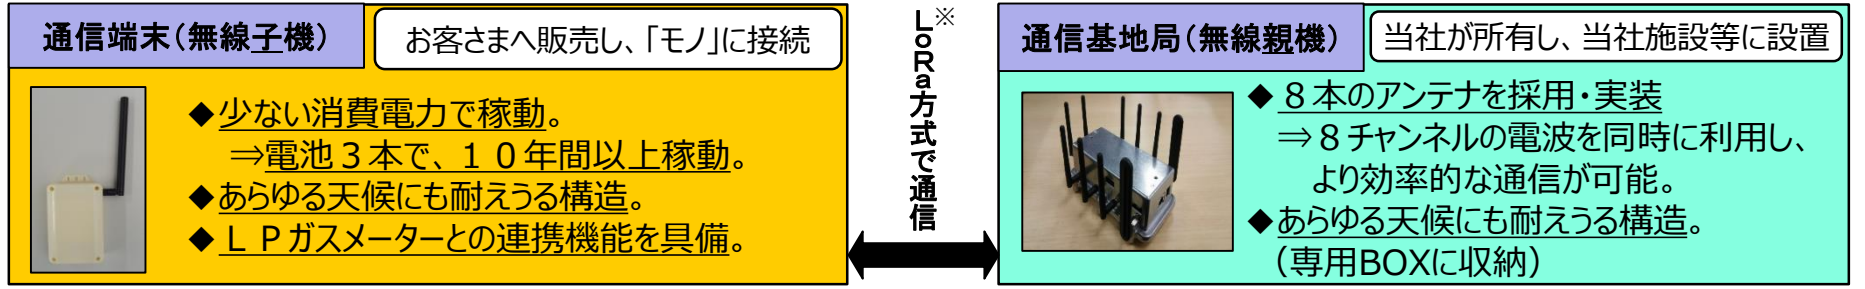 通信端末(無線子機)
お客さまへ販売し、「モノ」に接続
◆少ない消費電力で稼動。
⇒電池3本で、10年間以上稼動。
◆あらゆる天候にも耐えうる構造。
◆LPガスメーターとの連携機能を具備。
LoRa方式で通信※
通信基地局(無線親機)
当社が所有し、当社施設等に設置
◆8本のアンテナを採用・実装
⇒8チャンネルの電波を同時に利用し、
より効率的な通信が可能。
◆あらゆる天候にも耐えうる構造。
(専用BOXに収納)